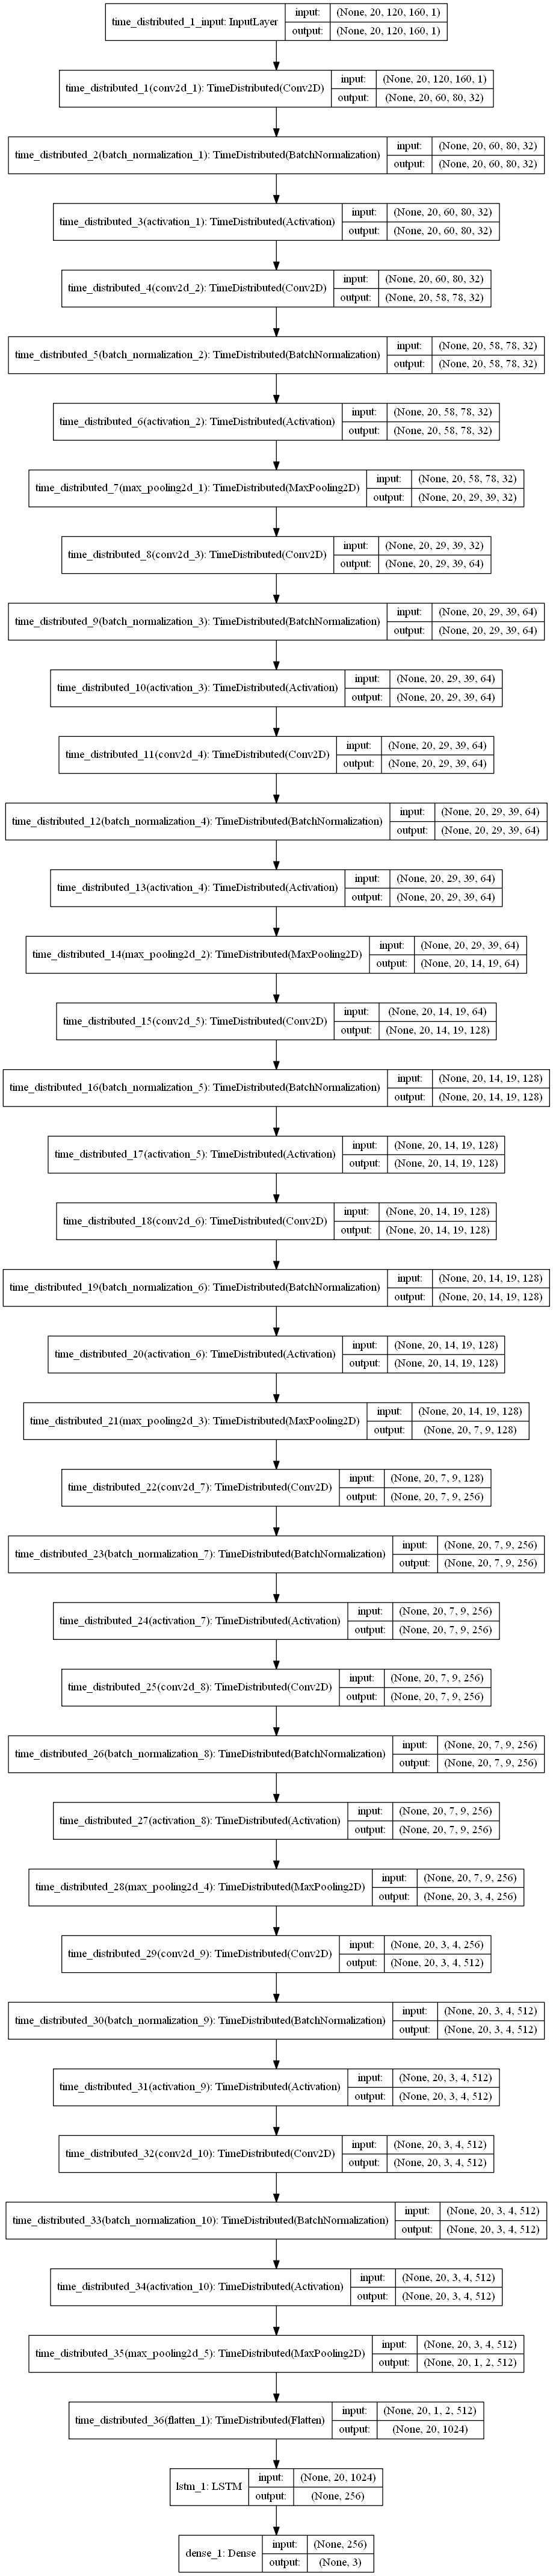 time_distributed_1_input: InputLayer
input: (None, 20, 120, 160, 1)
output: (None, 20, 120, 160, 1)
time_distributed_1(conv2d_1): TimeDistributed(Conv2D)
input: (None, 20, 120, 160, 1)
output: (None, 20, 60, 80, 32)
time_distributed_2(batch_normalization_1): TimeDistributed(BatchNormalization)
input: (None, 20, 60, 80, 32)
output: (None, 20, 60, 80, 32)
time_distributed_3(activation_1): TimeDistributed(Activation)
input: (None, 20, 60, 80, 32)
output: (None, 20, 60, 80, 32)
time_distributed_4(conv2d_2): TimeDistributed(Conv2D)
input: (None, 20, 60, 80, 32)
output: (None, 20, 58, 78, 32)
time_distributed_5(batch_normalization_2): TimeDistributed(BatchNormalization)
input: (None, 20, 58, 78, 32)
output: (None, 20, 58, 78, 32)
time_distributed_6(activation_2): TimeDistributed(Activation)
input: (None, 20, 58, 78, 32)
output: (None, 20, 58, 78, 32)
time_distributed_7(max_pooling2d_1): TimeDistributed(MaxPooling2D)
input: (None, 20, 58, 78, 32)
output: (None, 20, 29, 39, 32)
time_distributed_8(conv2d_3): TimeDistributed(Conv2D)
input: (None, 20, 29, 39, 32)
output: (None, 20, 29, 39, 64)
time_distributed_9(batch_normalization_3): TimeDistributed(BatchNormalization)
input: (None, 20, 29, 39, 64)
output: (None, 20, 29, 39, 64)
time_distributed_10(activation_3): TimeDistributed(Activation)
input: (None, 20, 29, 39, 64)
output: (None, 20, 29, 39, 64)
time_distributed_11(conv2d_4): TimeDistributed(Conv2D)
input: (None, 20, 29, 39, 64)
output: (None, 20, 29, 39, 64)
time_distributed_12(batch_normalization_4): TimeDistributed(BatchNormalization)
input: (None, 20, 29, 39, 64)
output: (None, 20, 29, 39, 64)
time_distributed_13(activation_4): TimeDistributed(Activation)
input: (None, 20, 29, 39, 64)
output: (None, 20, 29, 39, 64)
time_distributed_14(max_pooling2d_2): TimeDistributed(MaxPooling2D)
input: (None, 20, 29, 39, 64)
output: (None, 20, 14, 19, 64)
time_distributed_15(conv2d_5): TimeDistributed(Conv2D)
input: (None, 20, 14, 19, 64)
output: (None, 20, 14, 19, 128)
time_distributed_16(batch_normalization_5): TimeDistributed(BatchNormalization)
input: (None, 20, 14, 19, 128)
output: (None, 20, 14, 19, 128)
time_distributed_17(activation_5): TimeDistributed(Activation)
input: (None, 20, 14, 19, 128)
output: (None, 20, 14, 19, 128)
time_distributed_18(conv2d_6): TimeDistributed(Conv2D)
input: (None, 20, 14, 19, 128)
output: (None, 20, 14, 19, 128)
time_distributed_19(batch_normalization_6): TimeDistributed(BatchNormalization)
input: (None, 20, 14, 19, 128)
output: (None, 20, 14, 19, 128)
time_distributed_20(activation_6): TimeDistributed(Activation)
input: (None, 20, 14, 19, 128)
output: (None, 20, 14, 19, 128)
time_distributed_21(max_pooling2d_3): TimeDistributed(MaxPooling2D)
input: (None, 20, 14, 19, 128)
output: (None, 20, 7, 9, 128)
time_distributed_22(conv2d_7): TimeDistributed(Conv2D)
input: (None, 20, 7, 9, 128)
output: (None, 20, 7, 9, 256)
time_distributed_23(batch_normalization_7): TimeDistributed(BatchNormalization)
input: (None, 20, 7, 9, 256)
output: (None, 20, 7, 9, 256)
time_distributed_24(activation_7): TimeDistributed(Activation)
input: (None, 20, 7, 9, 256)
output: (None, 20, 7, 9, 256)
time_distributed_25(conv2d_8): TimeDistributed(Conv2D)
input: (None, 20, 7, 9, 256)
output: (None, 20, 7, 9, 256)
time_distributed_26(batch_normalization_8): TimeDistributed(BatchNormalization)
input: (None, 20, 7, 9, 256)
output: (None, 20, 7, 9, 256)
time_distributed_27(activation_8): TimeDistributed(Activation)
input: (None, 20, 7, 9, 256)
output: (None, 20, 7, 9, 256)
time_distributed_28(max_pooling2d_4): TimeDistributed(MaxPooling2D)
input: (None, 20, 7, 9, 256)
output: (None, 20, 3, 4, 256)
time_distributed_29(conv2d_9): TimeDistributed(Conv2D)
input: (None, 20, 3, 4, 256)
output: (None, 20, 3, 4, 512)
time_distributed_30(batch_normalization_9): TimeDistributed(BatchNormalization)
input: (None, 20, 3, 4, 512)
output: (None, 20, 3, 4, 512)
time_distributed_31(activation_9): TimeDistributed(Activation)
input: (None, 20, 3, 4, 512)
output: (None, 20, 3, 4, 512)
time_distributed_32(conv2d_10): TimeDistributed(Conv2D)
input: (None, 20, 3, 4, 512)
output: (None, 20, 3, 4, 512)
time_distributed_33(batch_normalization_10): TimeDistributed(BatchNormalization)
input: (None, 20, 3, 4, 512)
output: (None, 20, 3, 4, 512)
time_distributed_34(activation_10): TimeDistributed(Activation)
input: (None, 20, 3, 4, 512)
output: (None, 20, 3, 4, 512)
time_distributed_35(max_pooling2d_5): TimeDistributed(MaxPooling2D)
input: (None, 20, 3, 4, 512)
output: (None, 20, 1, 2, 512)
time_distributed_36(flatten_1): TimeDistributed(Flatten)
input: (None, 20, 1, 2, 512)
output: (None, 20, 1024)
lstm_1: LSTM
input: (None, 20, 1024)
output: (None, 256)
dense_1: Dense
input: (None, 256)
output: (None, 3)